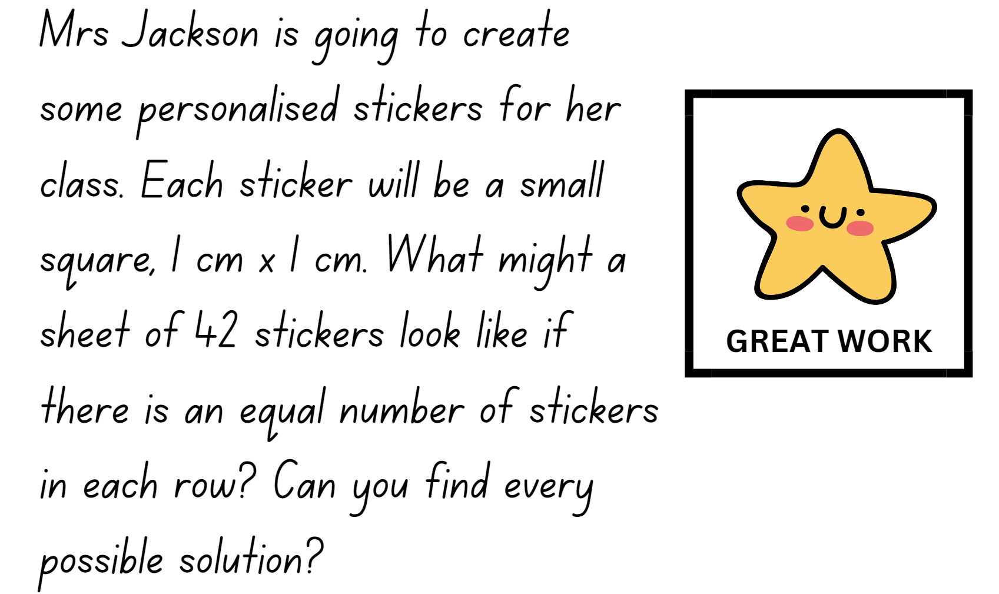 Mrs Jackson is going to create
some personalised stickers for her
class. Each sticker will be a small
square, 1 cm x 1 cm. What might a
sheet of 42 stickers look like if
there is an equal number of stickers
in each row? Can you find every
possible solution?
GREAT WORK